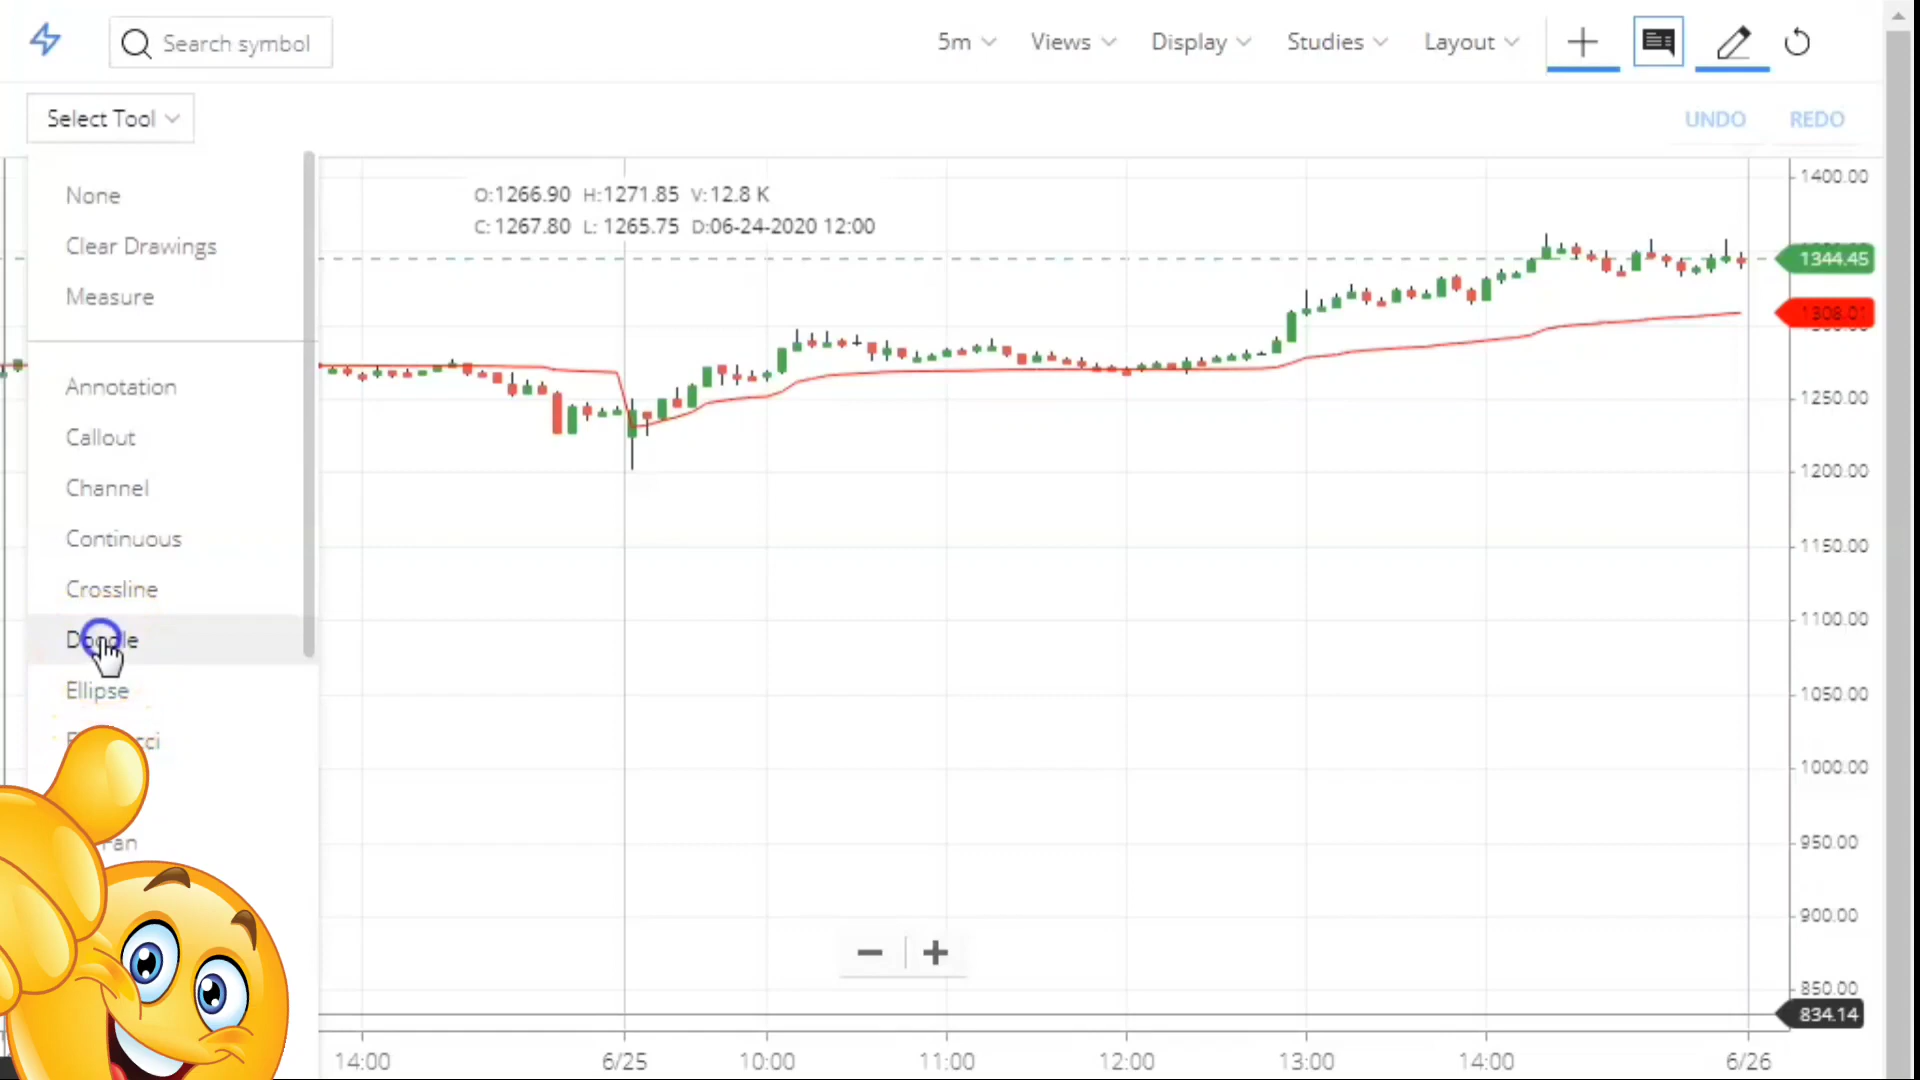 Search symbol
5m Views Display Studies Layout
Select Tool
UNDO REDO
None
Clear Drawings
Measure
Annotation
Callout
Channel
Continuous
Crossline
Doodle
Ellipse
O:1266.90 H:1271.85 V:12.8 K
C:1267.80 L:1265.75 D:06-24-2020 12:00
1400.00
1344.45
1308.01
1250.00
1200.00
1150.00
1100.00
1050.00
1000.00
950.00
900.00
850.00
834.14
14:00 6/25 10:00 11:00 12:00 13:00 14:00 6/26